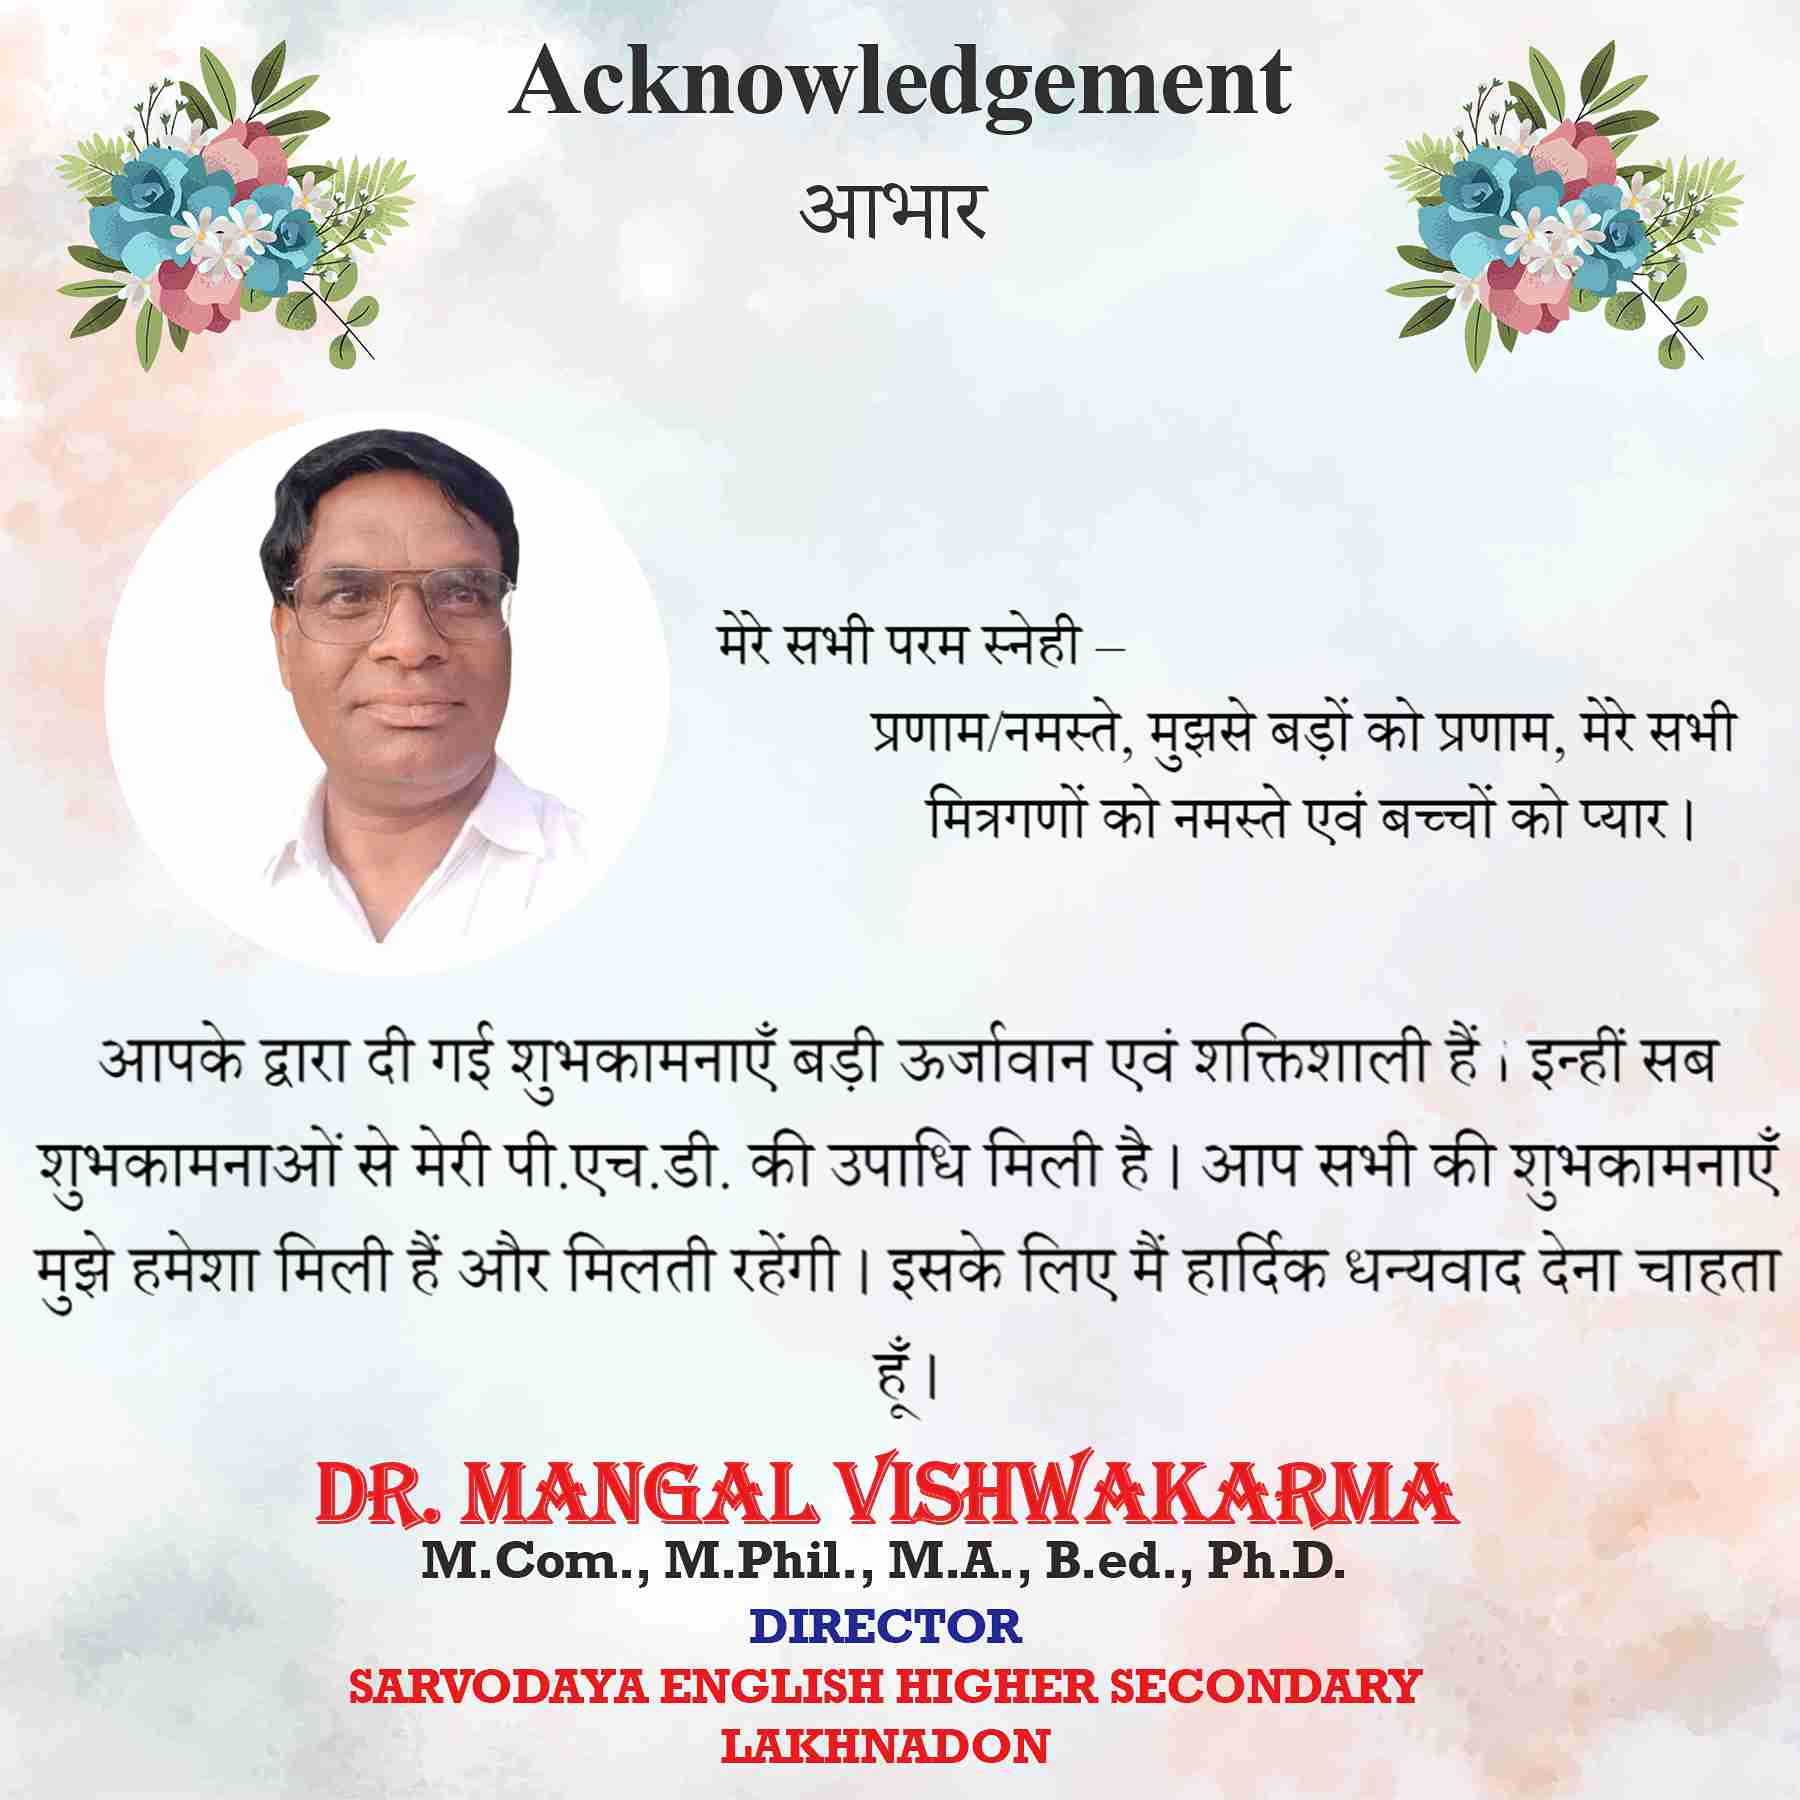 Acknowledgement
आभार
मेरे सभी परम स्नेही –
प्रणाम/नमस्ते, मुझसे बड़ों को प्रणाम, मेरे सभी
मित्रगणों को नमस्ते एवं बच्चों को प्यार।
आपके द्वारा दी गई शुभकामनाएँ बड़ी ऊर्जावान एवं शक्तिशाली हैं। इन्हीं सब
शुभकामनाओं से मेरी पी.एच.डी. की उपाधि मिली है। आप सभी की शुभकामनाएँ
मुझे हमेशा मिली हैं और मिलती रहेंगी। इसके लिए मैं हार्दिक धन्यवाद देना चाहता
हूँ।
DR. MANGAL VISHWAKARMA
M.Com., M.Phil., M.A., B.ed., Ph.D.
DIRECTOR
SARVODAYA ENGLISH HIGHER SECONDARY
LAKHNADON